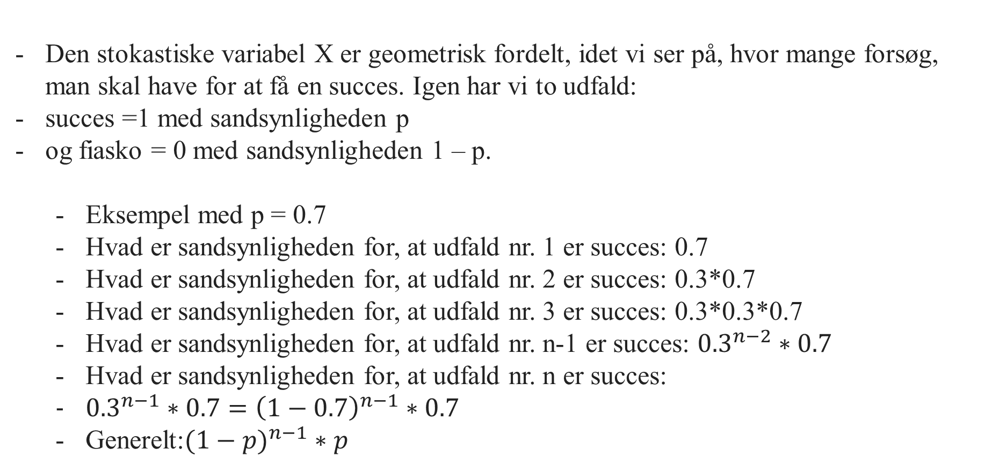 - Den stokastiske variabel X er geometrisk fordelt, idet vi ser på, hvor mange forsøg,
man skal have for at få en succes. Igen har vi to udfald:
- succes =1 med sandsynligheden p
- og fiasko = 0 med sandsynligheden 1 – p.
- Eksempel med p = 0.7
- Hvad er sandsynligheden for, at udfald nr. 1 er succes: 0.7
- Hvad er sandsynligheden for, at udfald nr. 2 er succes: 0.3*0.7
- Hvad er sandsynligheden for, at udfald nr. 3 er succes: 0.3*0.3*0.7
- Hvad er sandsynligheden for, at udfald nr. n-1 er succes: $0.3^{n-2} * 0.7$
- Hvad er sandsynligheden for, at udfald nr. n er succes:
- $0.3^{n-1} * 0.7 = (1 - 0.7)^{n-1} * 0.7$
- Generelt:$(1 - p)^{n-1} * p$